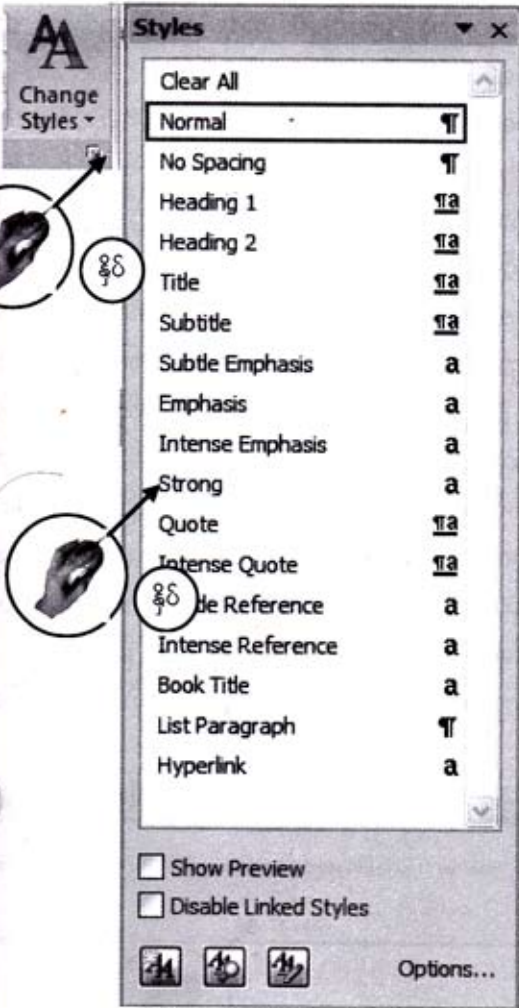 Styles
Change
Styles
Clear All
Normal ¶
No Spacing ¶
Heading 1 ¶a
Heading 2 ¶a
Title ¶a
Subtitle ¶a
Subtle Emphasis a
Emphasis a
Intense Emphasis a
Strong a
Quote ¶a
Intense Quote ¶a
Reference a
Intense Reference a
Book Title a
List Paragraph ¶
Hyperlink a
Show Preview
Disable Linked Styles
Options...